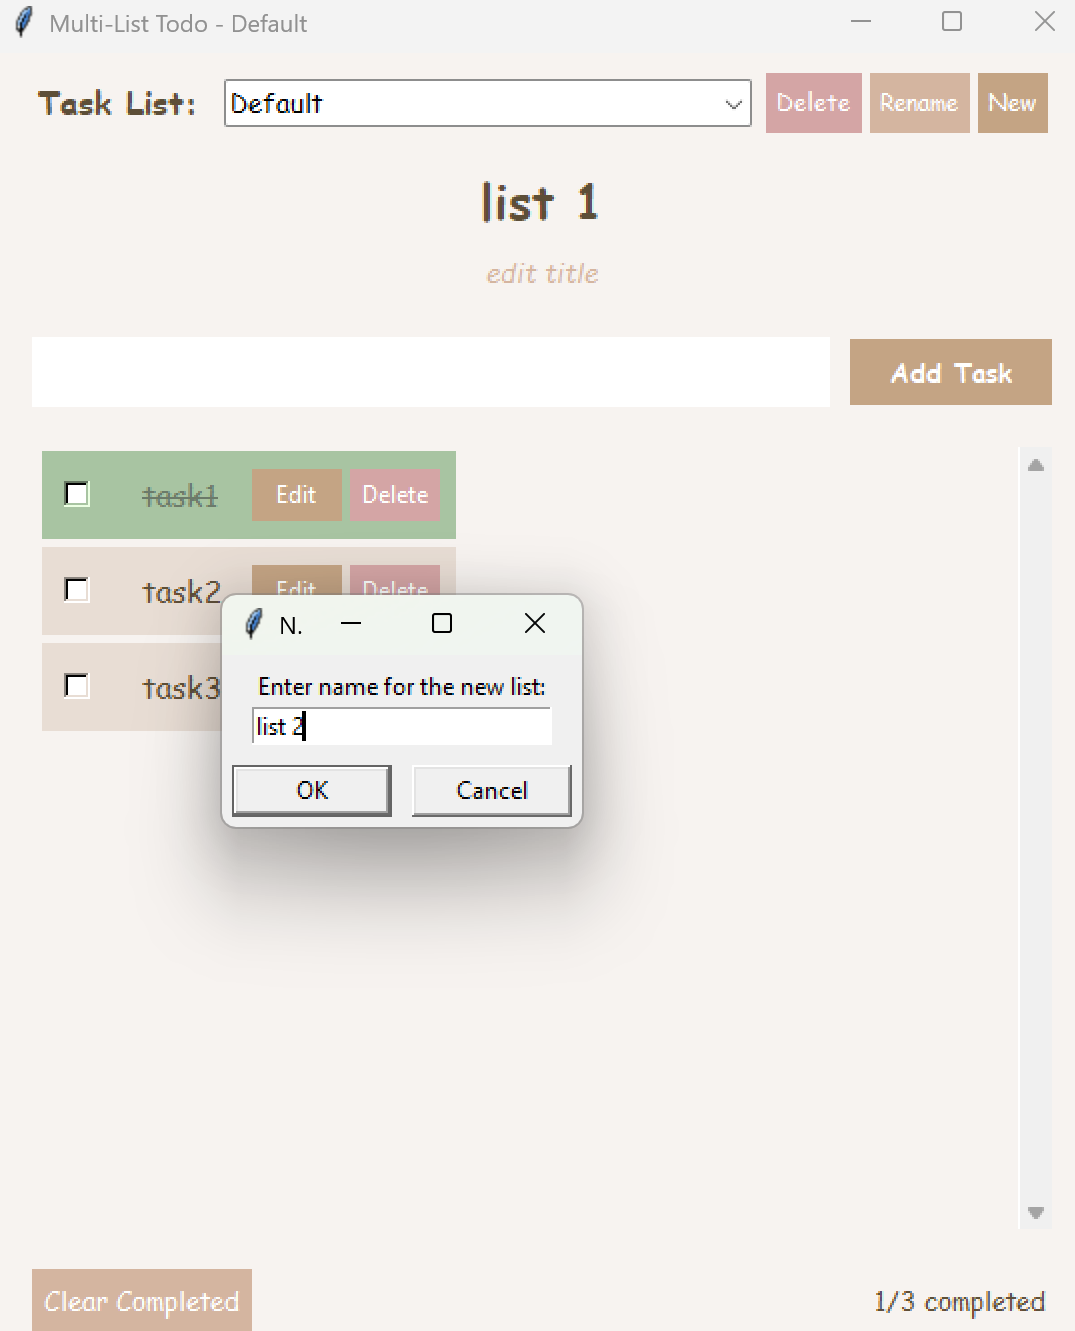 Multi-List Todo - Default
Task List: Default Delete Rename New
list 1
edit title
Add Task
task1 Edit Delete
task2 Edit Delete
task3
N.
Enter name for the new list:
list 2
OK Cancel
Clear Completed 1/3 completed